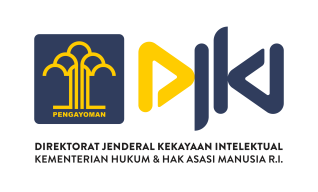 PENGAYOMAN
DJKI
DIREKTORAT JENDERAL KEKAYAAN INTELEKTUAL
KEMENTERIAN HUKUM & HAK ASASI MANUSIA R.I.